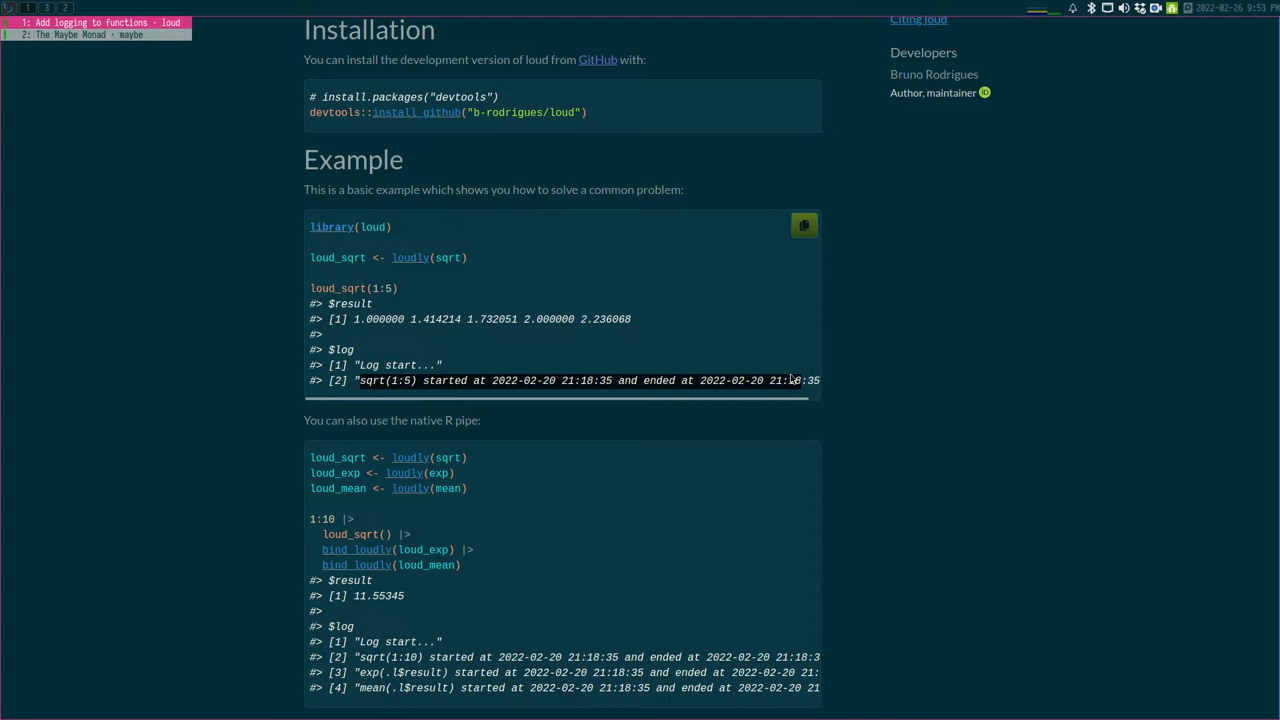 1 3 2
2022-02-26 9:53 PM
1: Add logging to functions · loud
2: The Maybe Monad · maybe
Installation
You can install the development version of loud from GitHub with:
# install.packages("devtools")
devtools::install_github("b-rodrigues/loud")
Example
This is a basic example which shows you how to solve a common problem:
library(loud)
loud_sqrt <- loudly(sqrt)
loud_sqrt(1:5)
#> $result
#> [1] 1.000000 1.414214 1.732051 2.000000 2.236068
#>
#> $log
#> [1] "Log start..."
#> [2] "sqrt(1:5) started at 2022-02-20 21:18:35 and ended at 2022-02-20 21:18:35
You can also use the native R pipe:
loud_sqrt <- loudly(sqrt)
loud_exp <- loudly(exp)
loud_mean <- loudly(mean)
1:10 |>
loud_sqrt() |>
bind_loudly(loud_exp) |>
bind_loudly(loud_mean)
#> $result
#> [1] 11.55345
#>
#> $log
#> [1] "Log start..."
#> [2] "sqrt(1:10) started at 2022-02-20 21:18:35 and ended at 2022-02-20 21:18:3
#> [3] "exp(.l$result) started at 2022-02-20 21:18:35 and ended at 2022-02-20 21:
#> [4] "mean(.l$result) started at 2022-02-20 21:18:35 and ended at 2022-02-20 21
Citing loud
Developers
Bruno Rodrigues
Author, maintainer iD